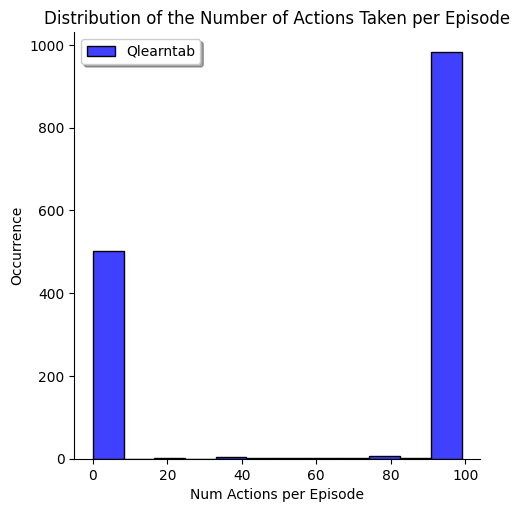 Distribution of the Number of Actions Taken per Episode
Qlearntab
1000
800
600
400
200
0
Occurrence
0 20 40 60 80 100
Num Actions per Episode